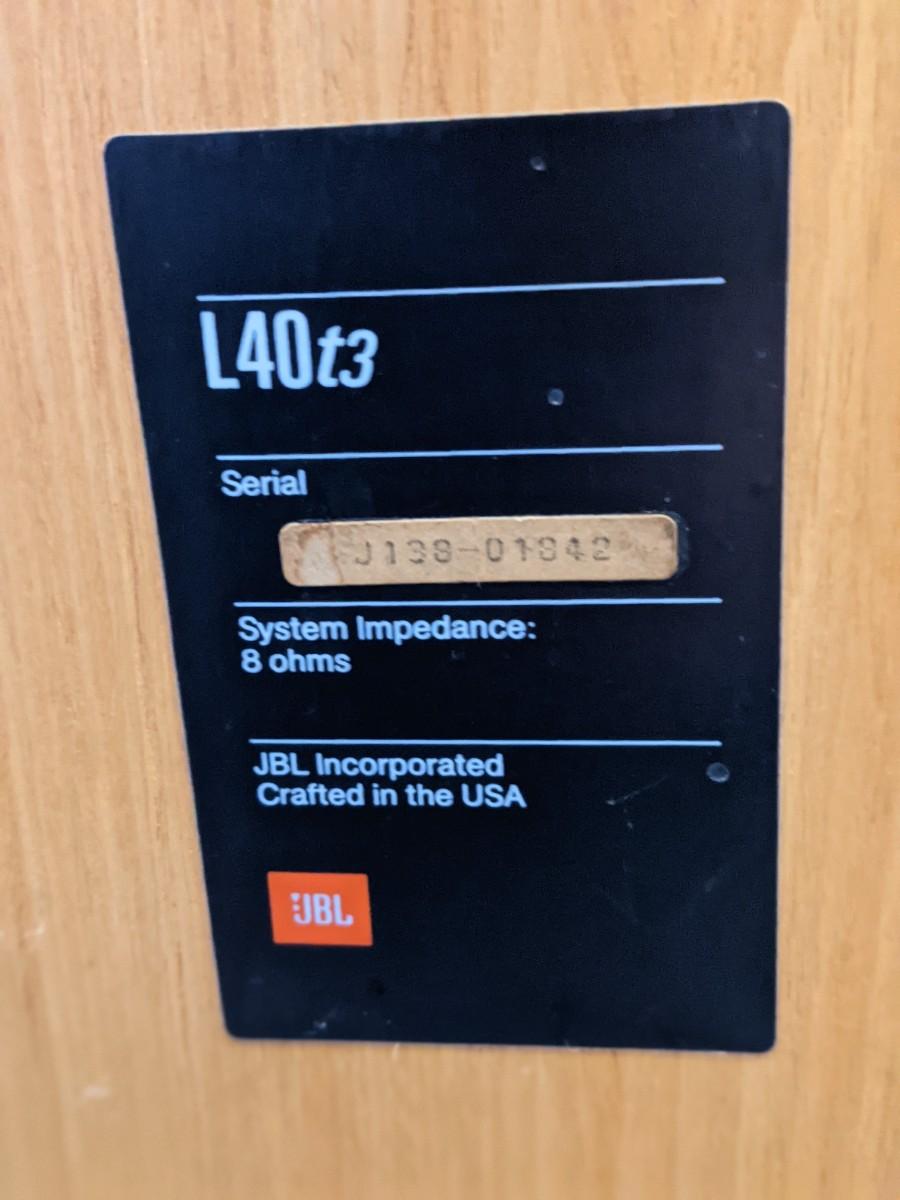 L40t3
Serial
J138-01842
System Impedance:
8 ohms
JBL Incorporated
Crafted in the USA
JBL